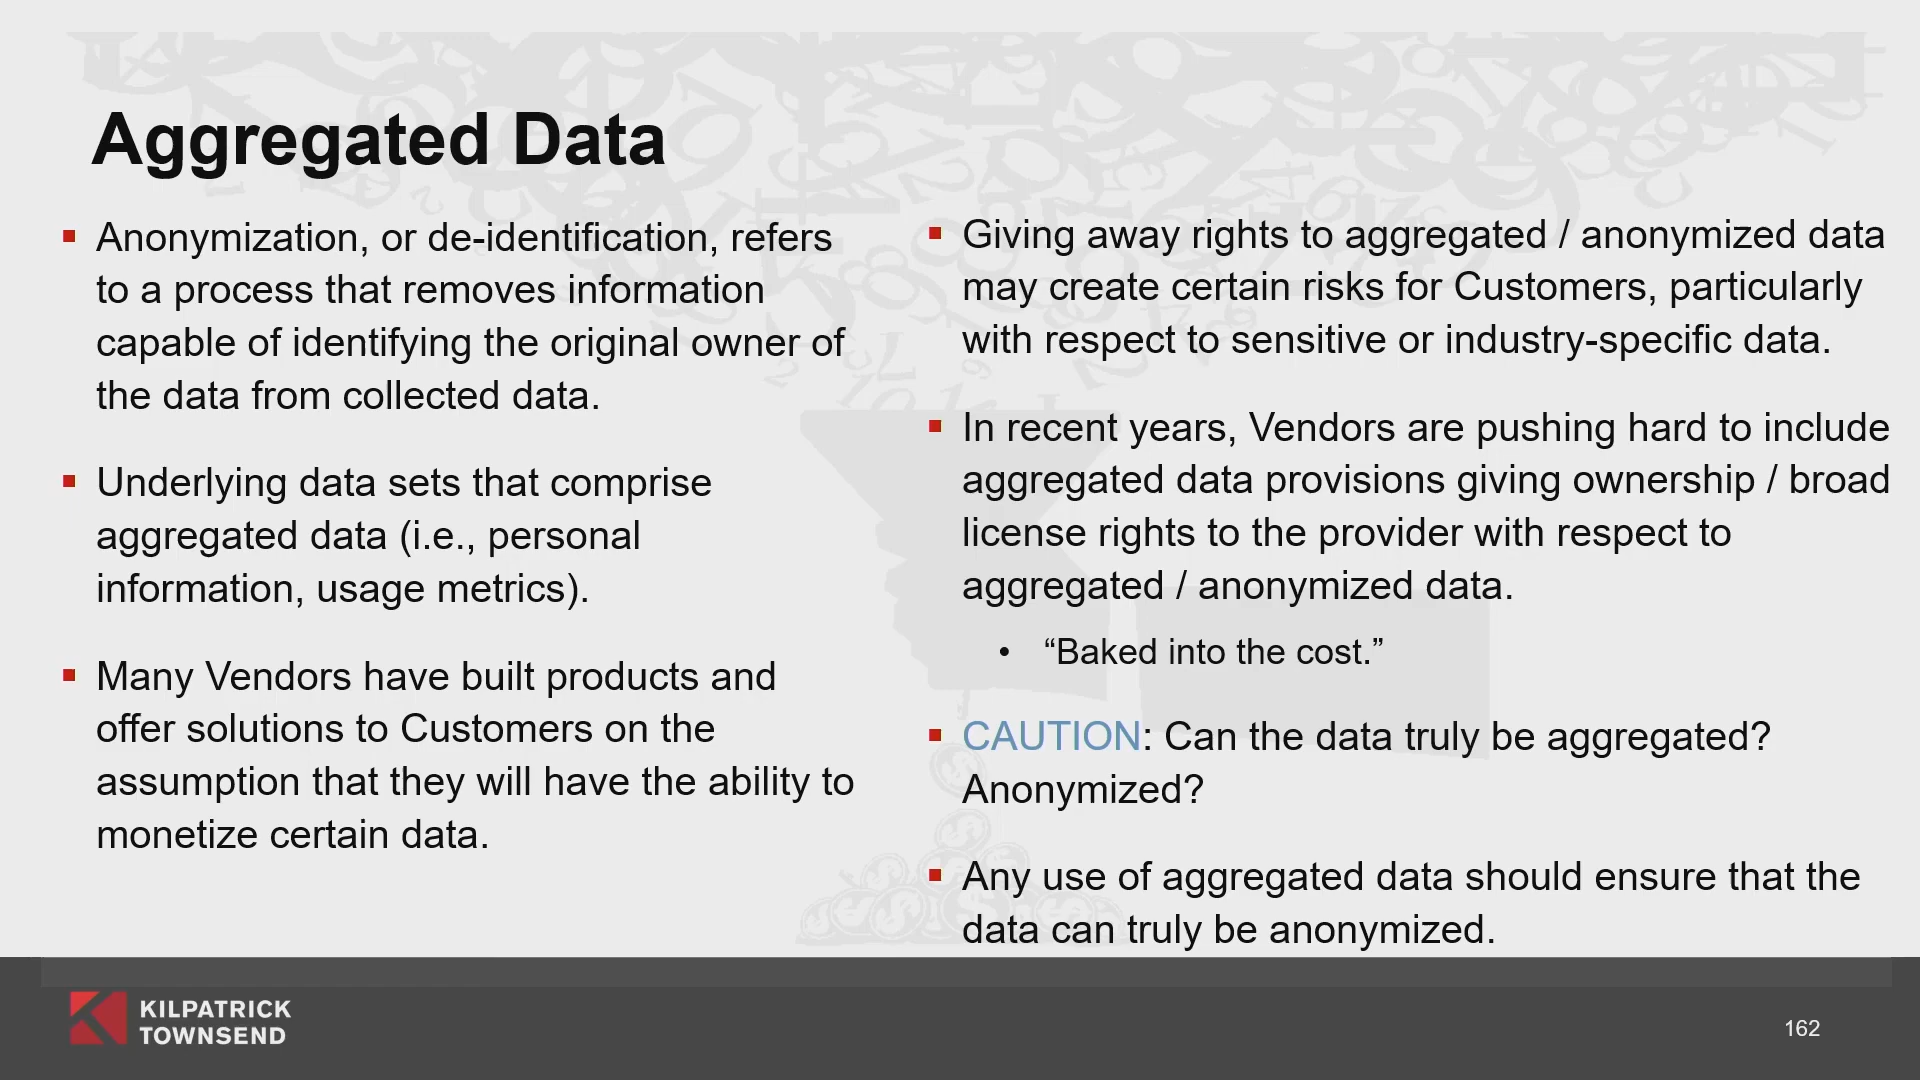 Aggregated Data
▪ Anonymization, or de-identification, refers
to a process that removes information
capable of identifying the original owner of
the data from collected data.
▪ Underlying data sets that comprise
aggregated data (i.e., personal
information, usage metrics).
▪ Many Vendors have built products and
offer solutions to Customers on the
assumption that they will have the ability to
monetize certain data.
▪ Giving away rights to aggregated / anonymized data
may create certain risks for Customers, particularly
with respect to sensitive or industry-specific data.
▪ In recent years, Vendors are pushing hard to include
aggregated data provisions giving ownership / broad
license rights to the provider with respect to
aggregated / anonymized data.
• “Baked into the cost.”
▪ CAUTION: Can the data truly be aggregated?
Anonymized?
▪ Any use of aggregated data should ensure that the
data can truly be anonymized.
KILPATRICK
TOWNSEND
162